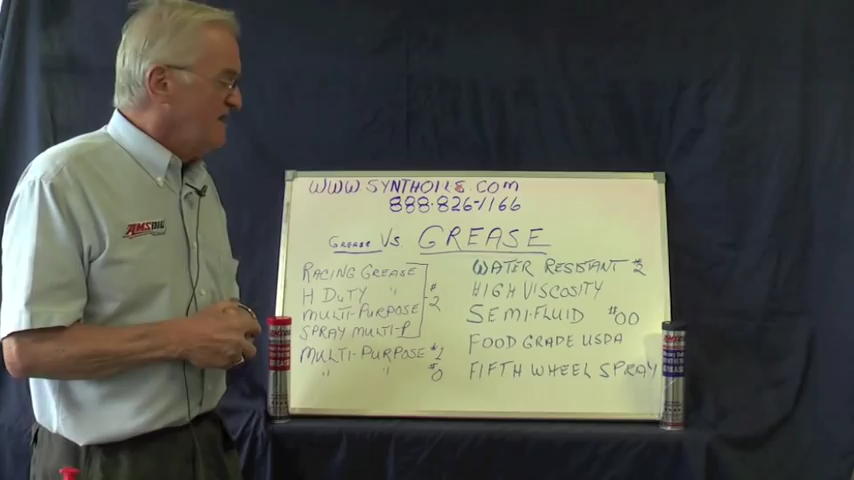 WWW.SYNTHOILS.COM
888-826-1166
GREASE VS. GREASE
RACING GREASE
H DUTY "
MULTI-PURPOSE
SPRAY MULTI-P
#2
MULTI-PURPOSE #1
" " #0
WATER RESISTANT #2
HIGH VISCOSITY
SEMI-FLUID #00
FOOD GRADE USDA
FIFTH WHEEL SPRAY
AMSOIL
GREASE